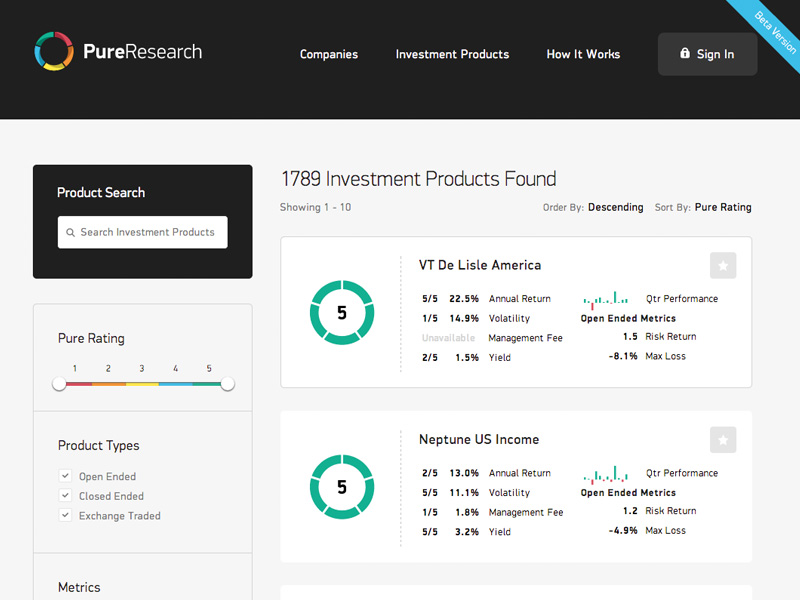 Beta Version
PureResearch
Companies
Investment Products
How It Works
Sign In
Product Search
Search Investment Products
Pure Rating
1 2 3 4 5
Product Types
Open Ended
Closed Ended
Exchange Traded
Metrics
1789 Investment Products Found
Showing 1 - 10
Order By: Descending Sort By: Pure Rating
5
VT De Lisle America
5/5 22.5% Annual Return
1/5 14.9% Volatility
Unavailable Management Fee
2/5 1.5% Yield
Qtr Performance
Open Ended Metrics
1.5 Risk Return
-8.1% Max Loss
5
Neptune US Income
2/5 13.0% Annual Return
5/5 11.1% Volatility
1/5 1.8% Management Fee
5/5 3.2% Yield
Qtr Performance
Open Ended Metrics
1.2 Risk Return
-4.9% Max Loss